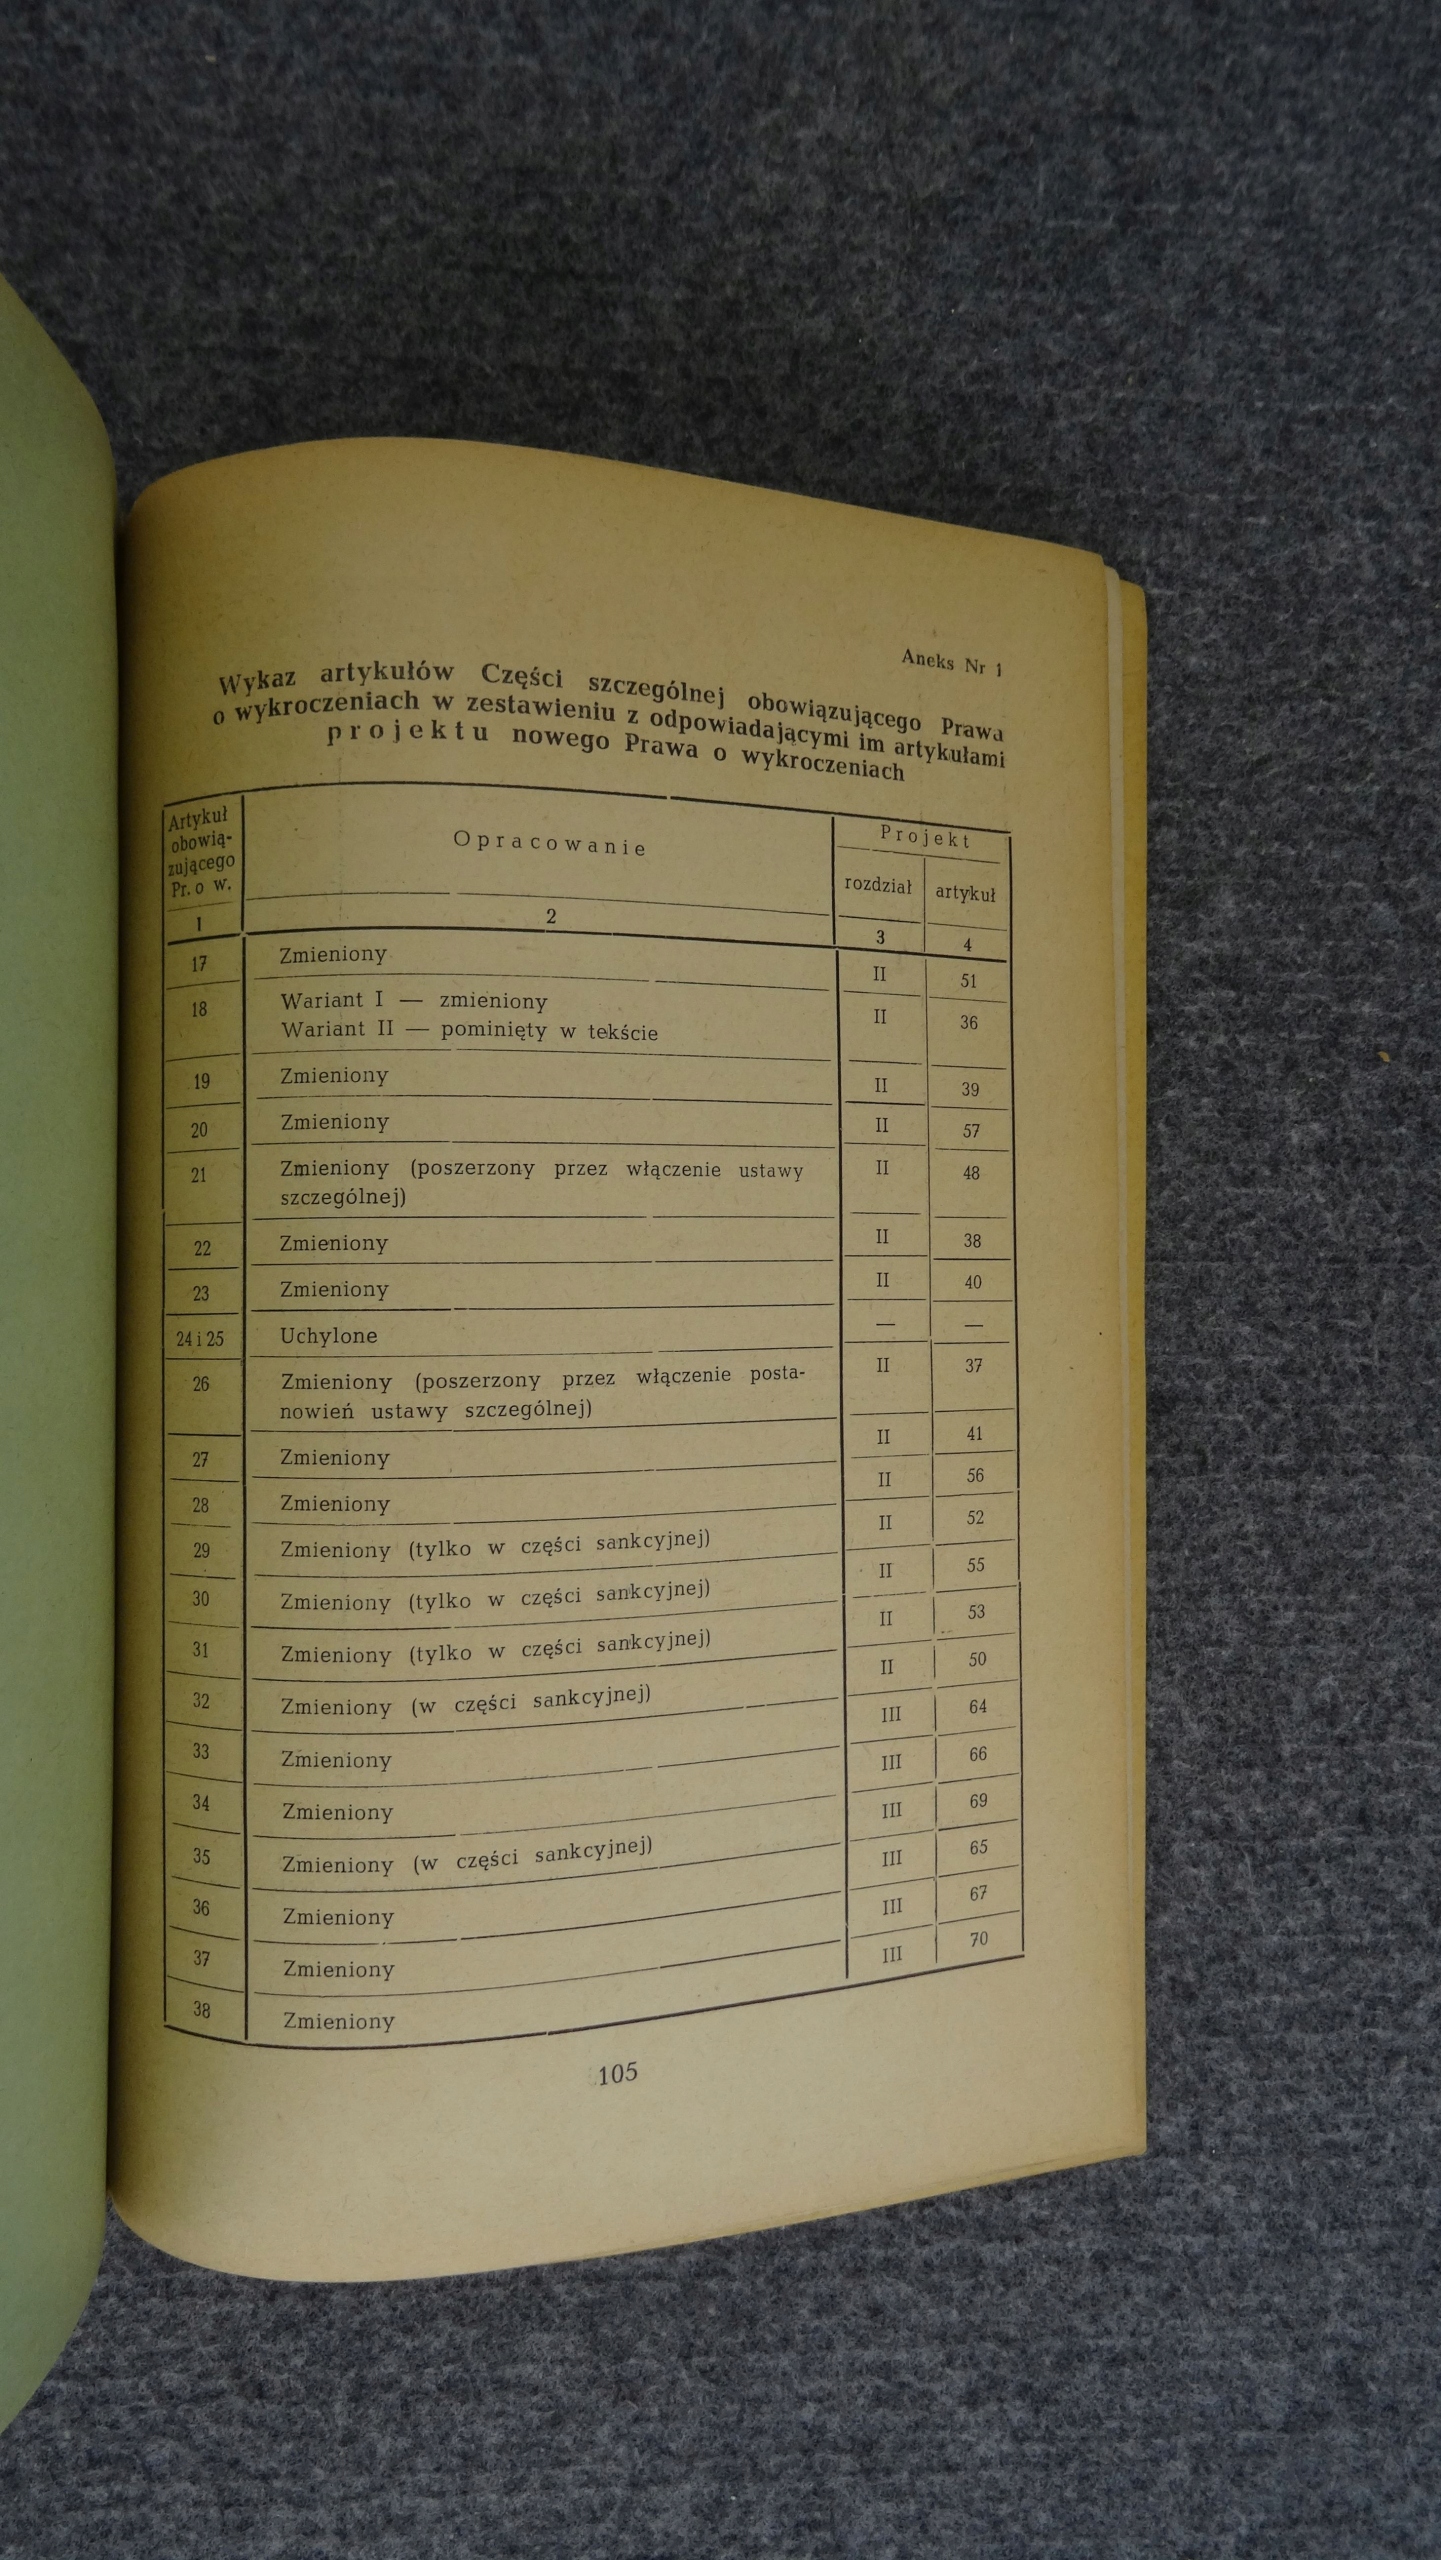 Aneks Nr 1
Wykaz artykułów Części szczególnej obowiązującego Prawa
o wykroczeniach w zestawieniu z odpowiadającymi im artykułami
projektu nowego Prawa o wykroczeniach
Artykuł
obowią-
zującego
Pr. o w.
Opracowanie
Projekt
rozdział artykuł
1 2 3 4
17 Zmieniony II 51
18 Wariant I — zmieniony II 36
Wariant II — pominięty w tekście
19 Zmieniony II 39
20 Zmieniony II 57
21 Zmieniony (poszerzony przez włączenie ustawy II 48
szczególnej)
22 Zmieniony II 38
23 Zmieniony II 40
24 i 25 Uchylone — —
26 Zmieniony (poszerzony przez włączenie posta- II 37
nowień ustawy szczególnej)
27 Zmieniony II 41
28 Zmieniony II 56
29 Zmieniony (tylko w części sankcyjnej) II 52
30 Zmieniony (tylko w części sankcyjnej) II 55
31 Zmieniony (tylko w części sankcyjnej) II 53
32 Zmieniony (w części sankcyjnej) II 50
33 Zmieniony III 64
34 Zmieniony III 66
35 Zmieniony (w części sankcyjnej) III 69
36 Zmieniony III 65
37 Zmieniony III 67
38 Zmieniony III 70
105